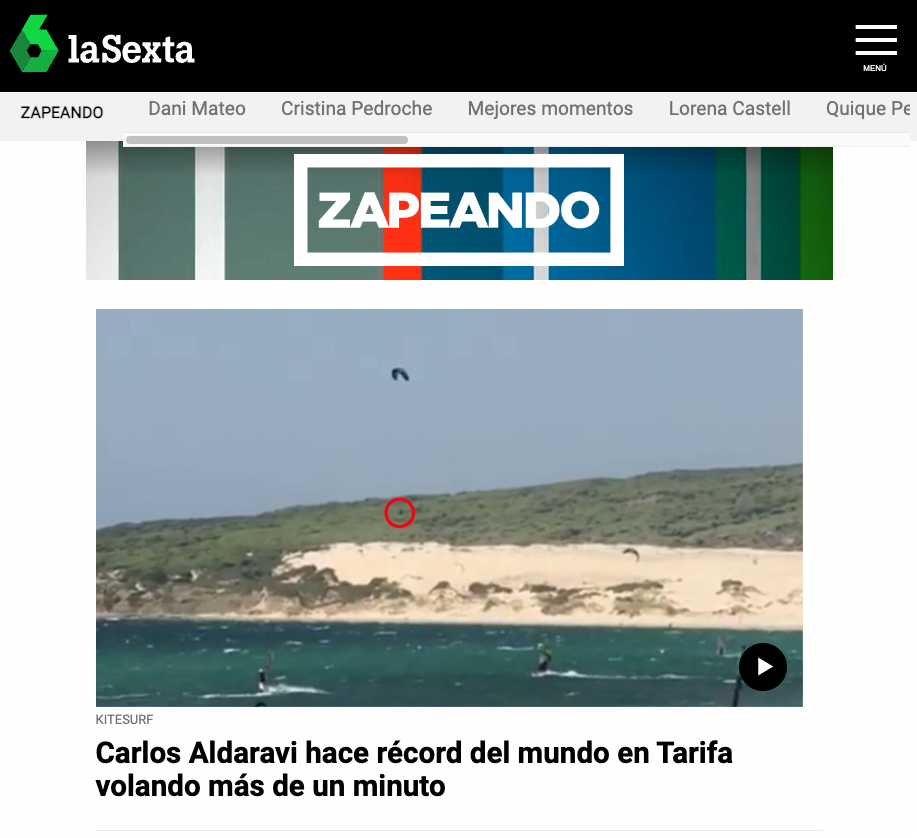 laSexta
MENÚ
ZAPEANDO
Dani Mateo
Cristina Pedroche
Mejores momentos
Lorena Castell
Quique Pe
ZAPEANDO
KITESURF
Carlos Aldaravi hace récord del mundo en Tarifa
volando más de un minuto